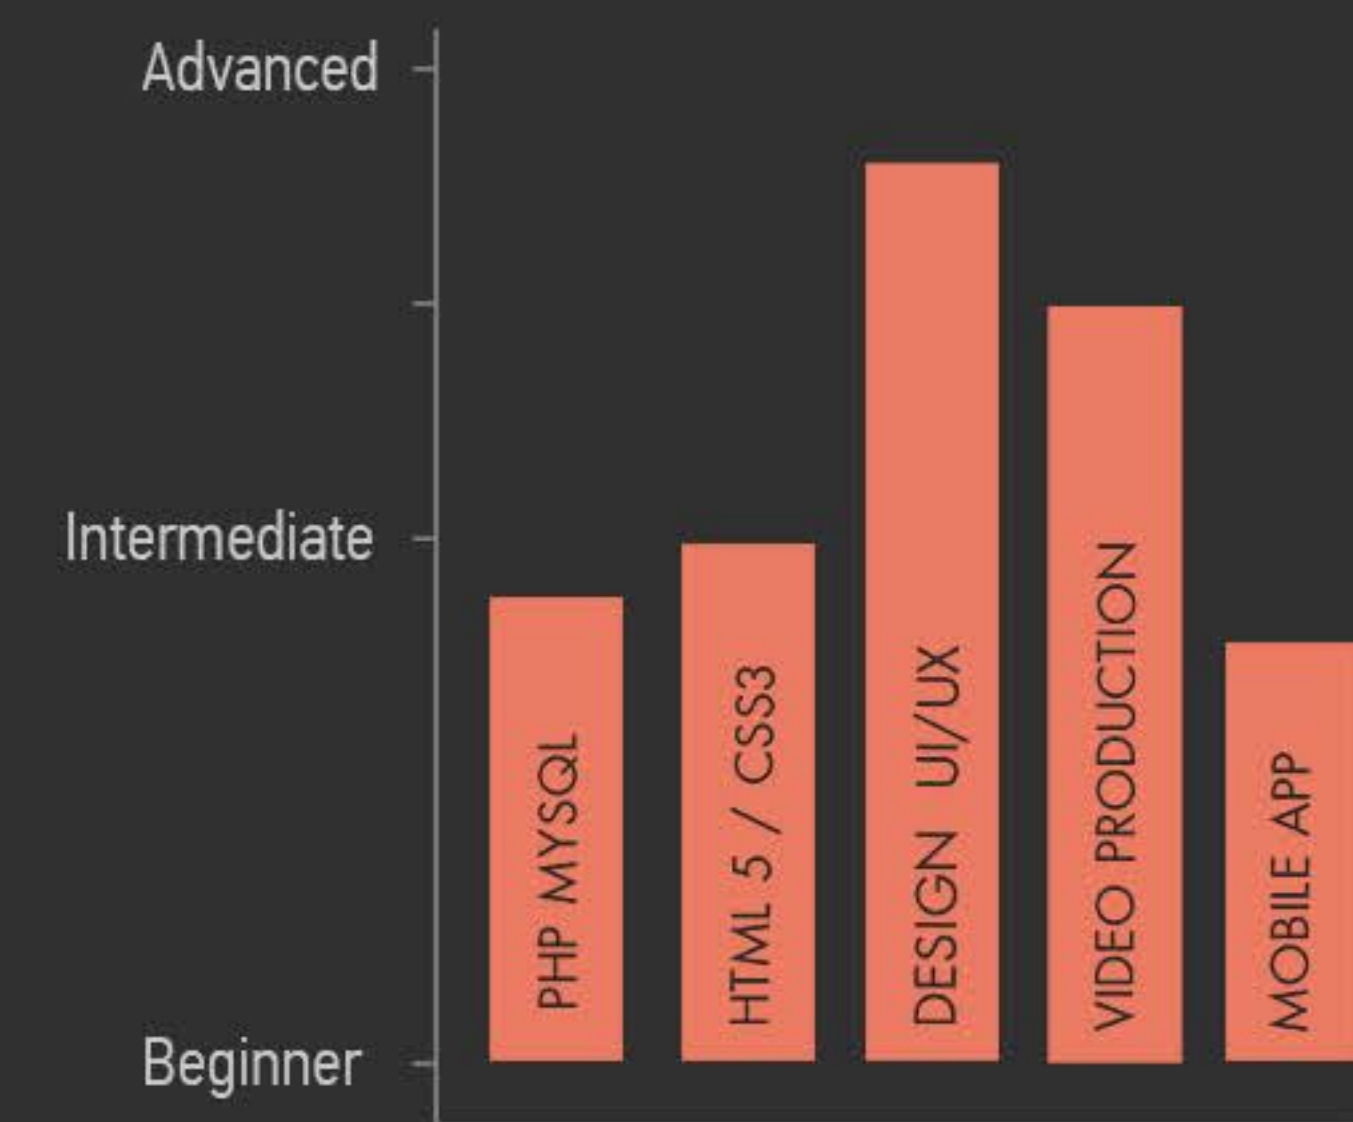 Advanced
Intermediate
Beginner
PHP MYSQL
HTML 5 / CSS3
DESIGN UI/UX
VIDEO PRODUCTION
MOBILE APP